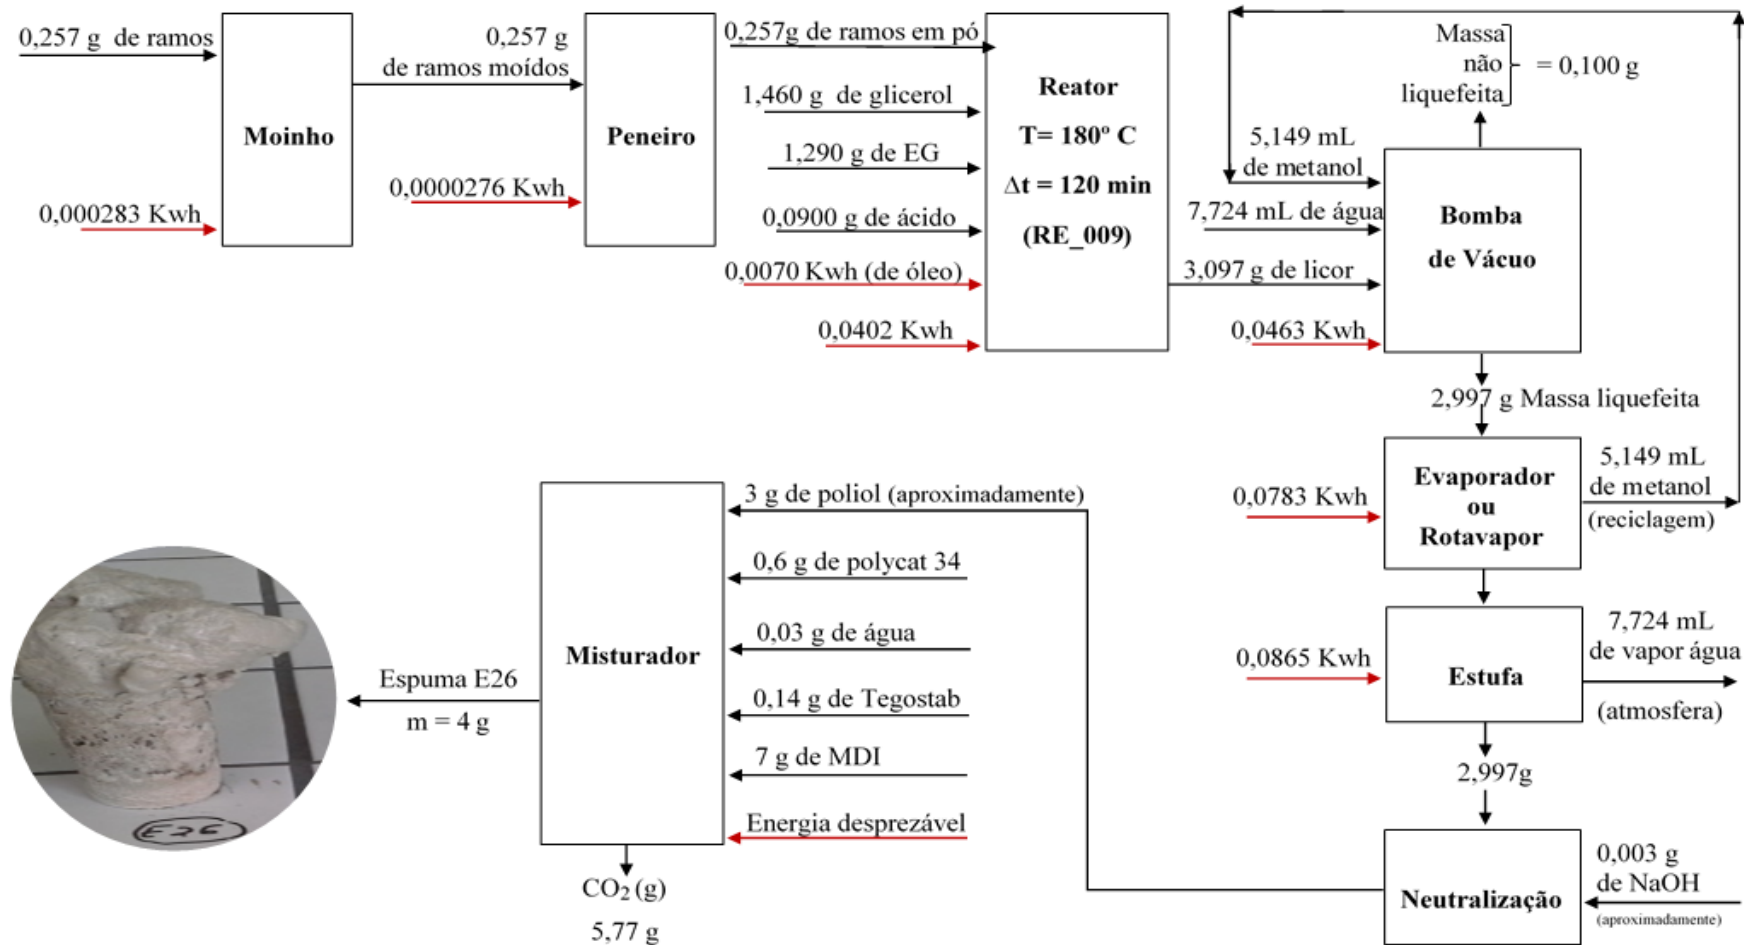 0,257 g de ramos
0,000283 Kwh
Moinho
0,257 g
de ramos moídos
0,0000276 Kwh
Peneiro
0,257g de ramos em pó
1,460 g de glicerol
1,290 g de EG
0,0900 g de ácido
0,0070 Kwh (de óleo)
0,0402 Kwh
Reator
T= 180º C
Δt = 120 min
(RE_009)
Massa
não
liquefeita
= 0,100 g
5,149 mL
de metanol
7,724 mL de água
3,097 g de licor
0,0463 Kwh
Bomba
de Vácuo
2,997 g Massa liquefeita
0,0783 Kwh
Evaporador
ou
Rotavapor
5,149 mL
de metanol
(reciclagem)
0,0865 Kwh
Estufa
7,724 mL
de vapor água
(atmosfera)
2,997g
Neutralização
0,003 g
de NaOH
(aproximadamente)
3 g de poliol (aproximadamente)
0,6 g de polycat 34
0,03 g de água
0,14 g de Tegostab
7 g de MDI
Energia desprezável
Misturador
CO2 (g)
5,77 g
Espuma E26
m = 4 g
E26